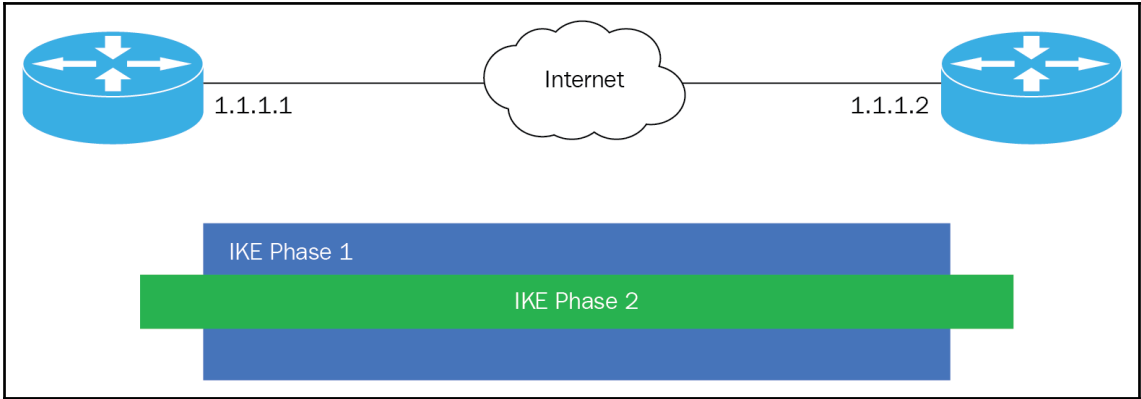 Internet
1.1.1.1
1.1.1.2
IKE Phase 1
IKE Phase 2